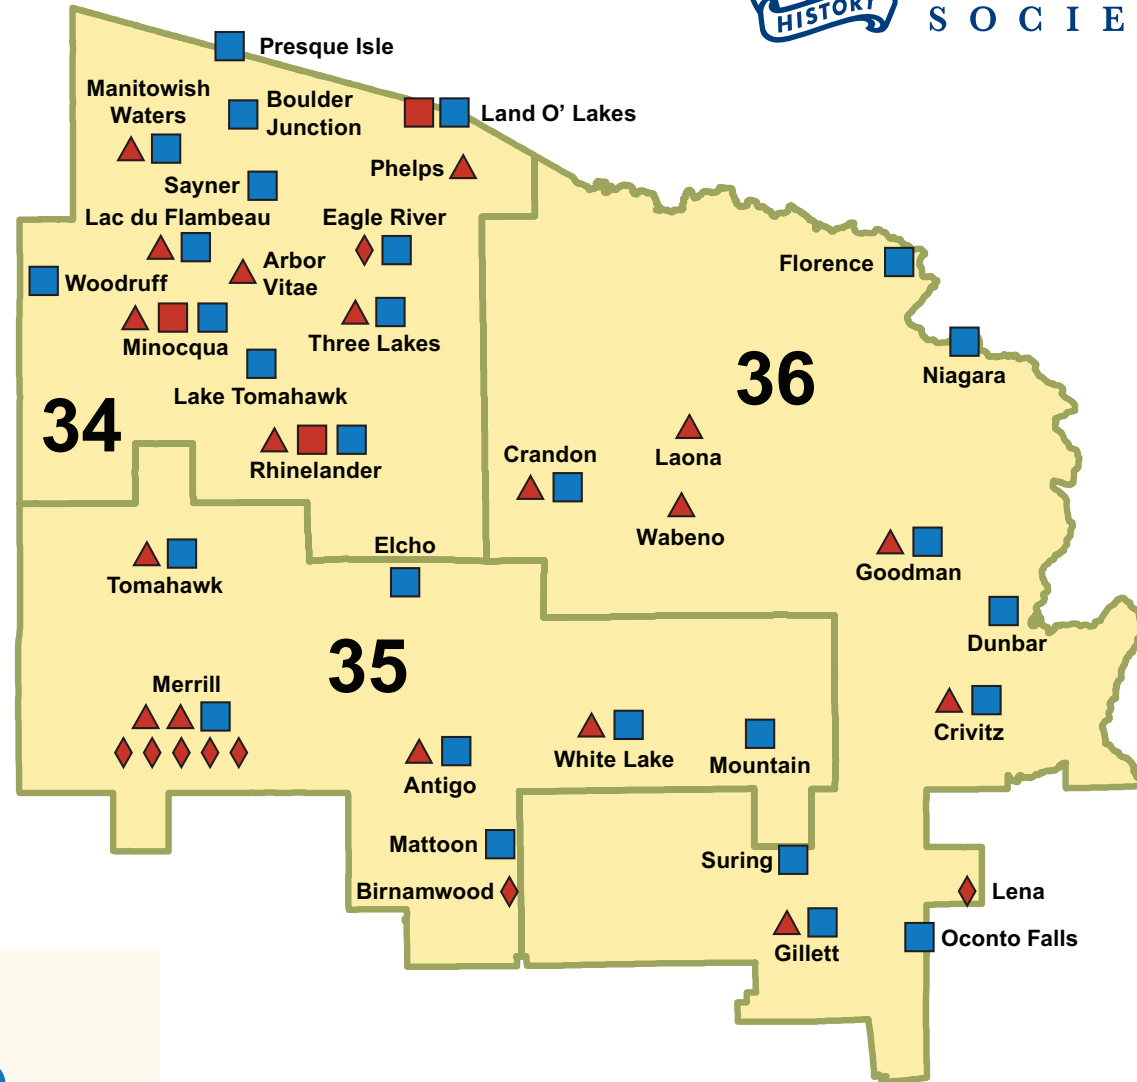 HISTORY
SOCIE
Presque Isle
Manitowish
Waters
Boulder
Junction
Land O’ Lakes
Phelps
Sayner
Lac du Flambeau
Eagle River
Arbor
Vitae
Woodruff
Florence
Minocqua
Three Lakes
Niagara
Lake Tomahawk
34
36
Rhinelander
Crandon
Laona
Wabeno
Elcho
Tomahawk
Goodman
Dunbar
35
Merrill
Crivitz
White Lake
Mountain
Antigo
Mattoon
Suring
Birnamwood
Lena
Gillett
Oconto Falls